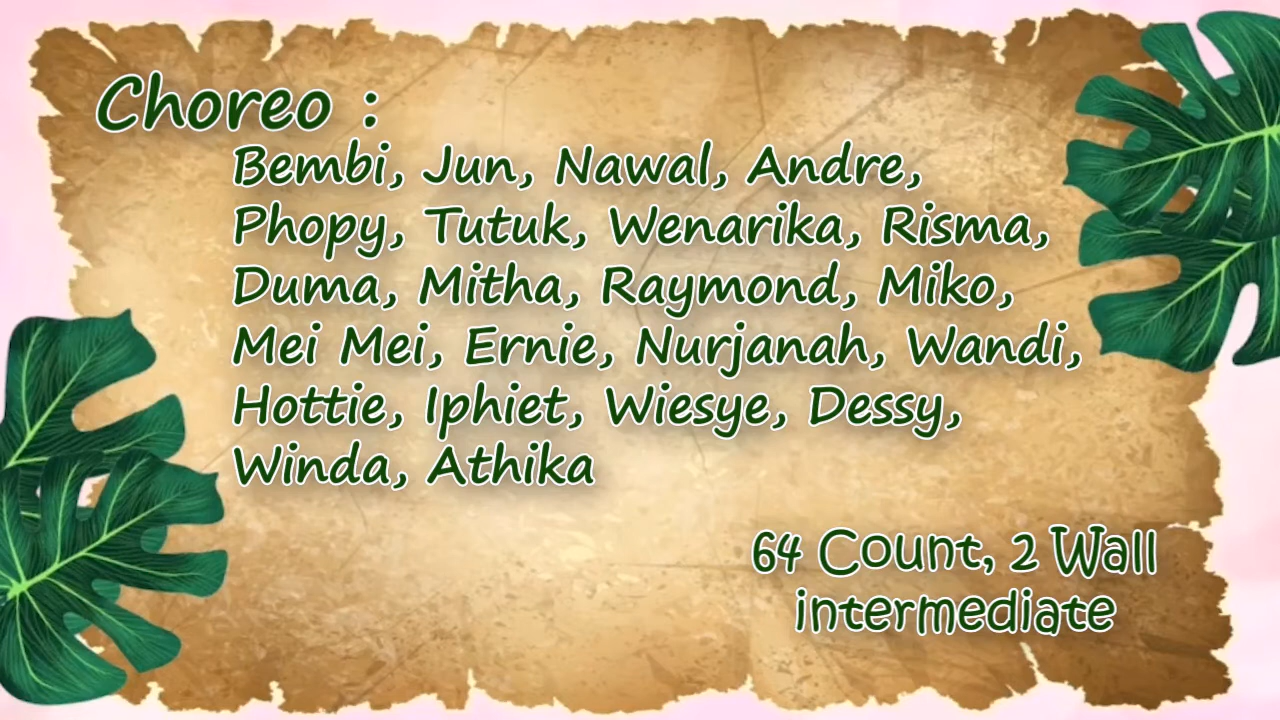 Choreo :
Bembi, Jun, Nawal, Andre,
Phopy, Tutuk, Wenarika, Risma,
Duma, Mitha, Raymond, Miko,
Mei Mei, Ernie, Nurjanah, Wandi,
Hottie, Iphiet, Wiesye, Dessy,
Winda, Athika
64 Count, 2 Wall
intermediate